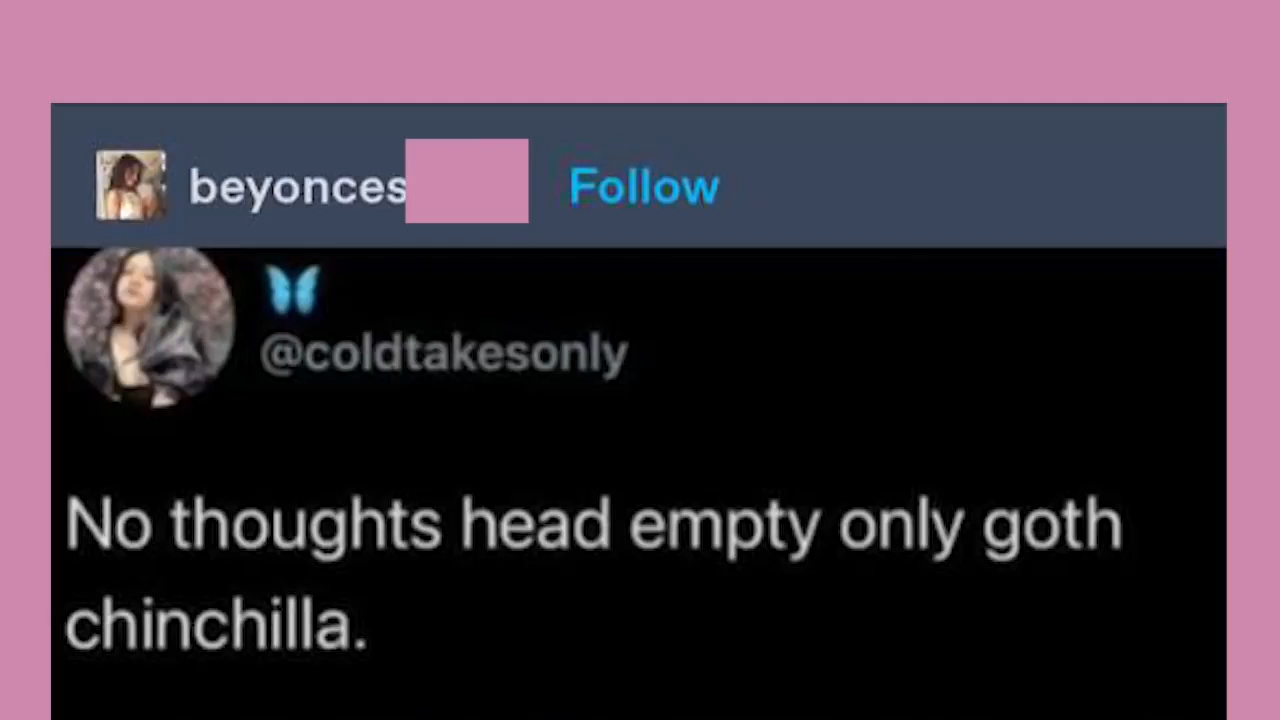 beyonces Follow
🦋
@coldtakesonly
No thoughts head empty only goth
chinchilla.